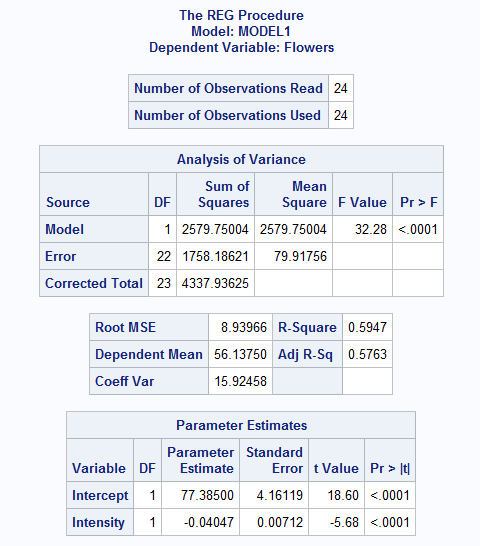 The REG Procedure
Model: MODEL1
Dependent Variable: Flowers
Number of Observations Read 24
Number of Observations Used 24
Analysis of Variance
Source DF Sum of Squares Mean Square F Value Pr > F
Model 1 2579.75004 2579.75004 32.28 <.0001
Error 22 1758.18621 79.91756
Corrected Total 23 4337.93625
Root MSE 8.93966 R-Square 0.5947
Dependent Mean 56.13750 Adj R-Sq 0.5763
Coeff Var 15.92458
Parameter Estimates
Variable DF Parameter Estimate Standard Error t Value Pr > |t|
Intercept 1 77.38500 4.16119 18.60 <.0001
Intensity 1 -0.04047 0.00712 -5.68 <.0001